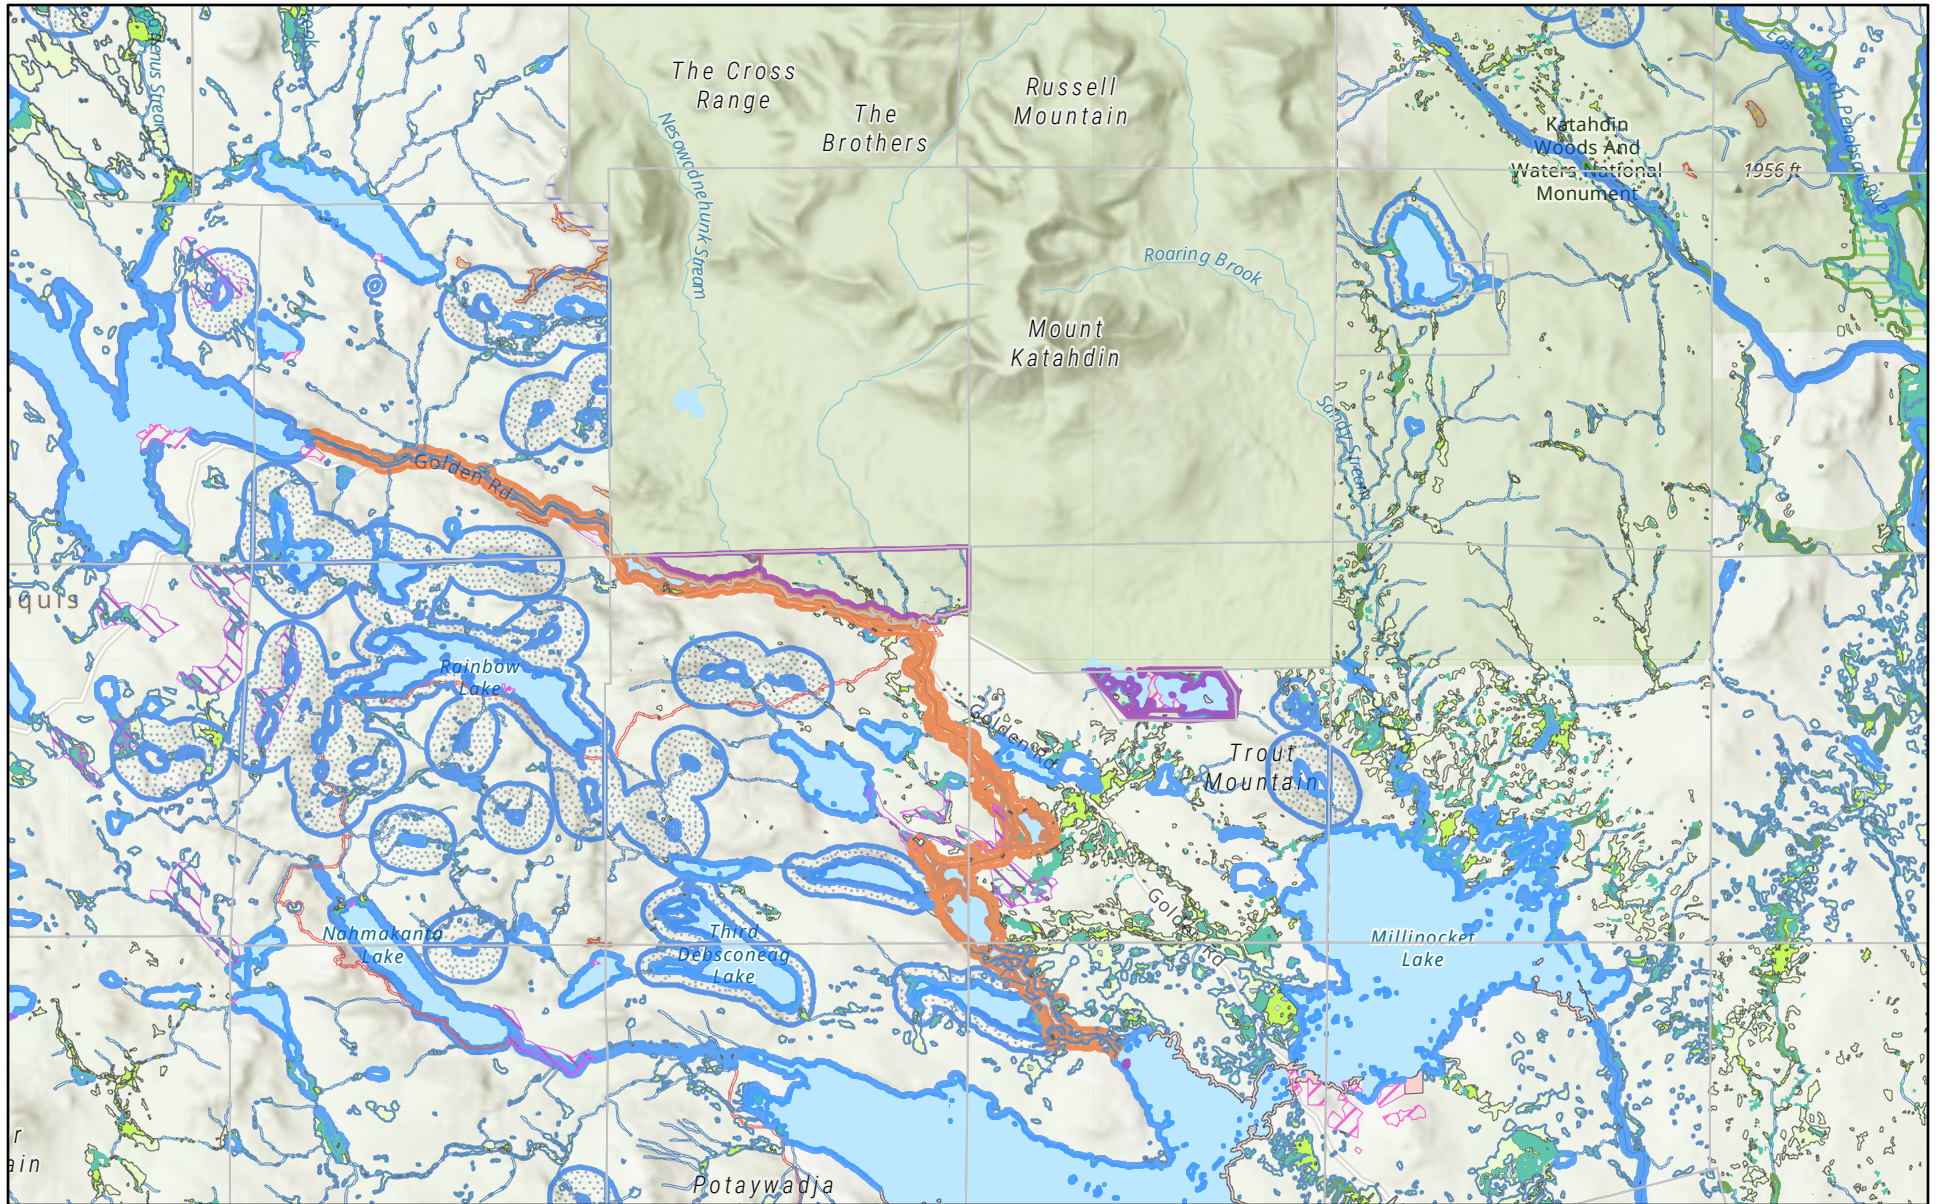 The Cross
Range
The
Brothers
Russell
Mountain
Katahdin
Woods And
Waters National
Monument
1956 ft
East Branch Penobscot River
Nesowdnehunk Stream
Roaring Brook
Mount
Katahdin
Sandy Stream
Golden Rd
Rainbow
Lake
Golden Rd
Trout
Mountain
Golden Rd
Nahmakanta
Lake
Third
Debsconeag
Lake
Millinocket
Lake
Potaywadja